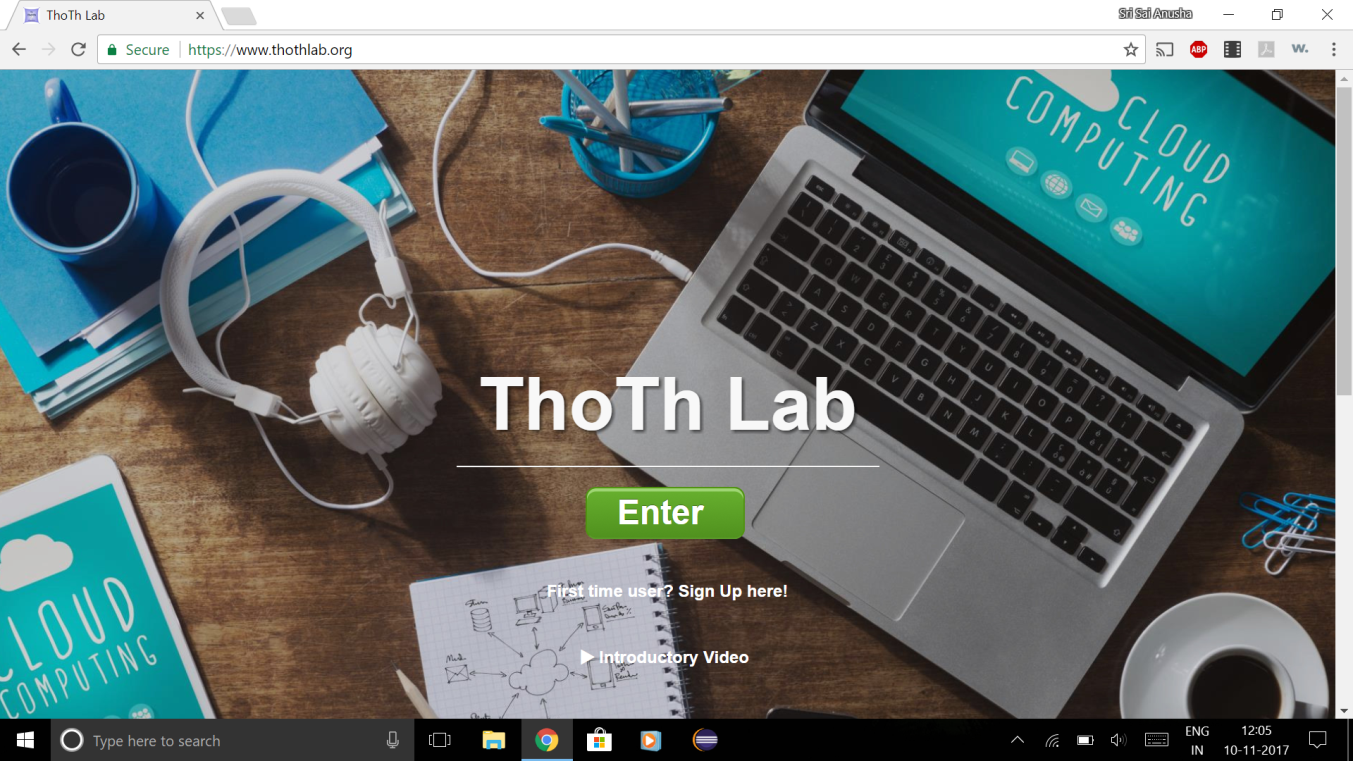 ThoTh Lab
Sri Sai Anusha
Secure
https://www.thothlab.org
ABP
W.
CLOUD
COMPUTING
ThoTh Lab
Enter
First time user? Sign Up here!
Introductory Video
CLOUD
COMPUTING
Type here to search
ENG
IN
12:05
10-11-2017